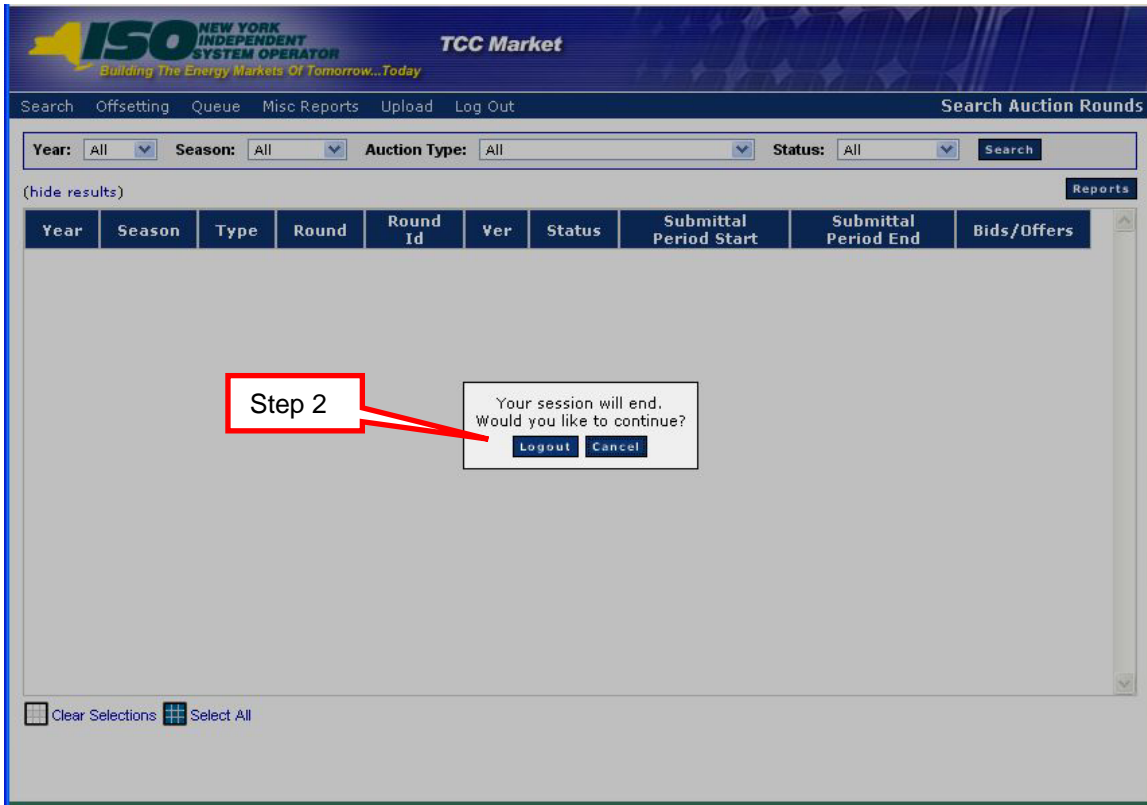 ISO
NEW YORK
INDEPENDENT
SYSTEM OPERATOR
Building The Energy Markets Of Tomorrow...Today
TCC Market
Search Offsetting Queue Misc Reports Upload Log Out Search Auction Rounds
Year: All Season: All Auction Type: All Status: All Search
(hide results) Reports
Year Season Type Round Round Id Ver Status Submittal Period Start Submittal Period End Bids/Offers
Step 2
Your session will end.
Would you like to continue?
Logout Cancel
Clear Selections Select All